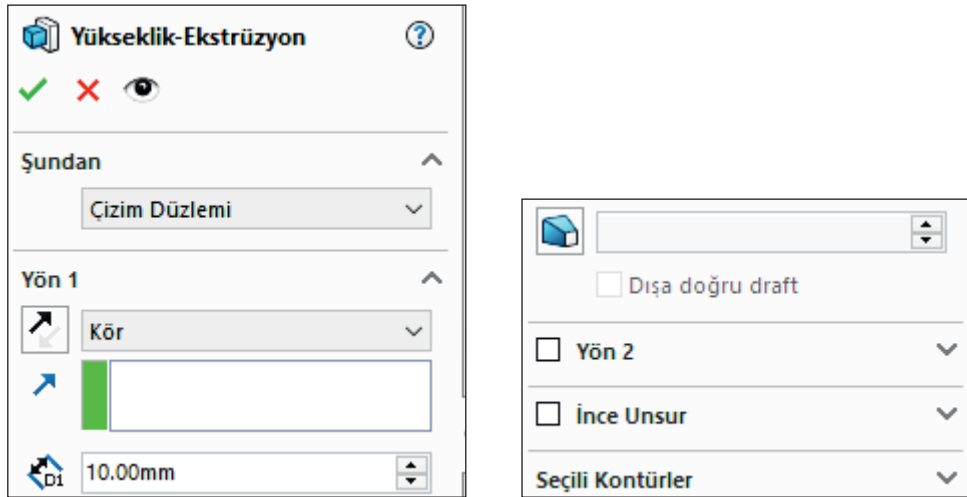 Yükseklik-Ekstrüzyon
Şundan
Çizim Düzlemi
Yön 1
Kör
D1
10.00mm
Dışa doğru draft
Yön 2
İnce Unsur
Seçili Kontürler